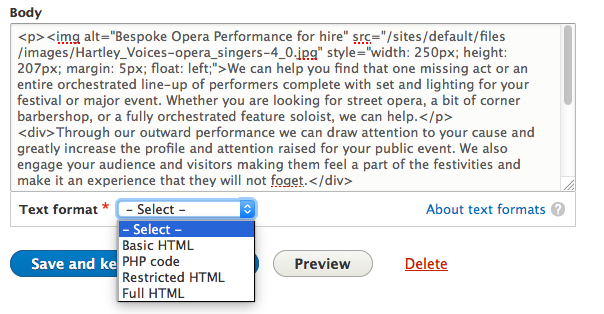 Body
<p><img alt="Bespoke Opera Performance for hire" src="/sites/default/files
/images/Hartley_Voices-opera_singers-4_0.jpg" style="width: 250px; height:
207px; margin: 5px; float: left;">We can help you find that one missing act or an
entire orchestrated line-up of performers complete with set and lighting for your
festival or major event. Whether you are looking for street opera, a bit of corner
barbershop, or a fully orchestrated feature soloist, we can help.</p>
<div>Through our outward performance we can draw attention to your cause and
greatly increase the profile and attention raised for your public event. We also
engage your audience and visitors making them feel a part of the festivities and
make it an experience that they will not foget.</div>
Text format * – Select – About text formats ?
– Select –
Basic HTML
PHP code
Restricted HTML
Full HTML
Save and ke Preview Delete